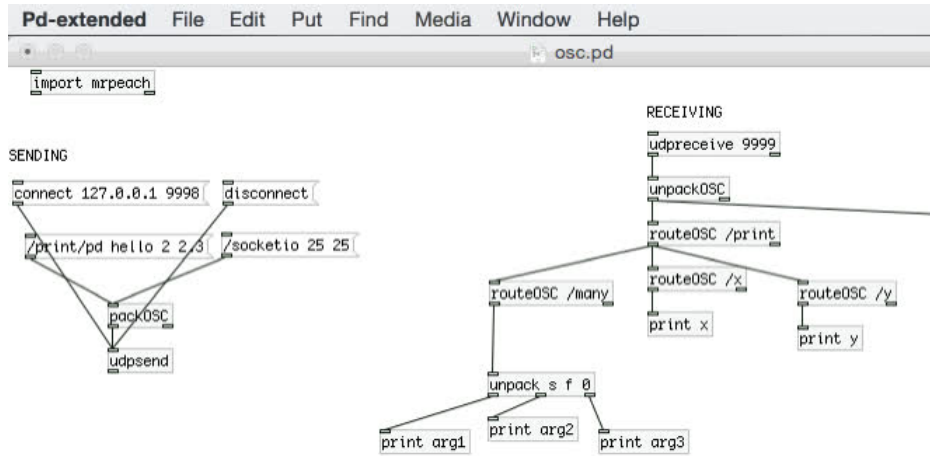 Pd-extended File Edit Put Find Media Window Help
osc.pd
import mrpeach
SENDING
connect 127.0.0.1 9998
disconnect
/print/pd hello 2 2.3
/socketio 25 25
packOSC
udpsend
RECEIVING
udpreceive 9999
unpackOSC
routeOSC /print
routeOSC /many
routeOSC /x
routeOSC /y
print x
print y
unpack s f 0
print arg1
print arg2
print arg3